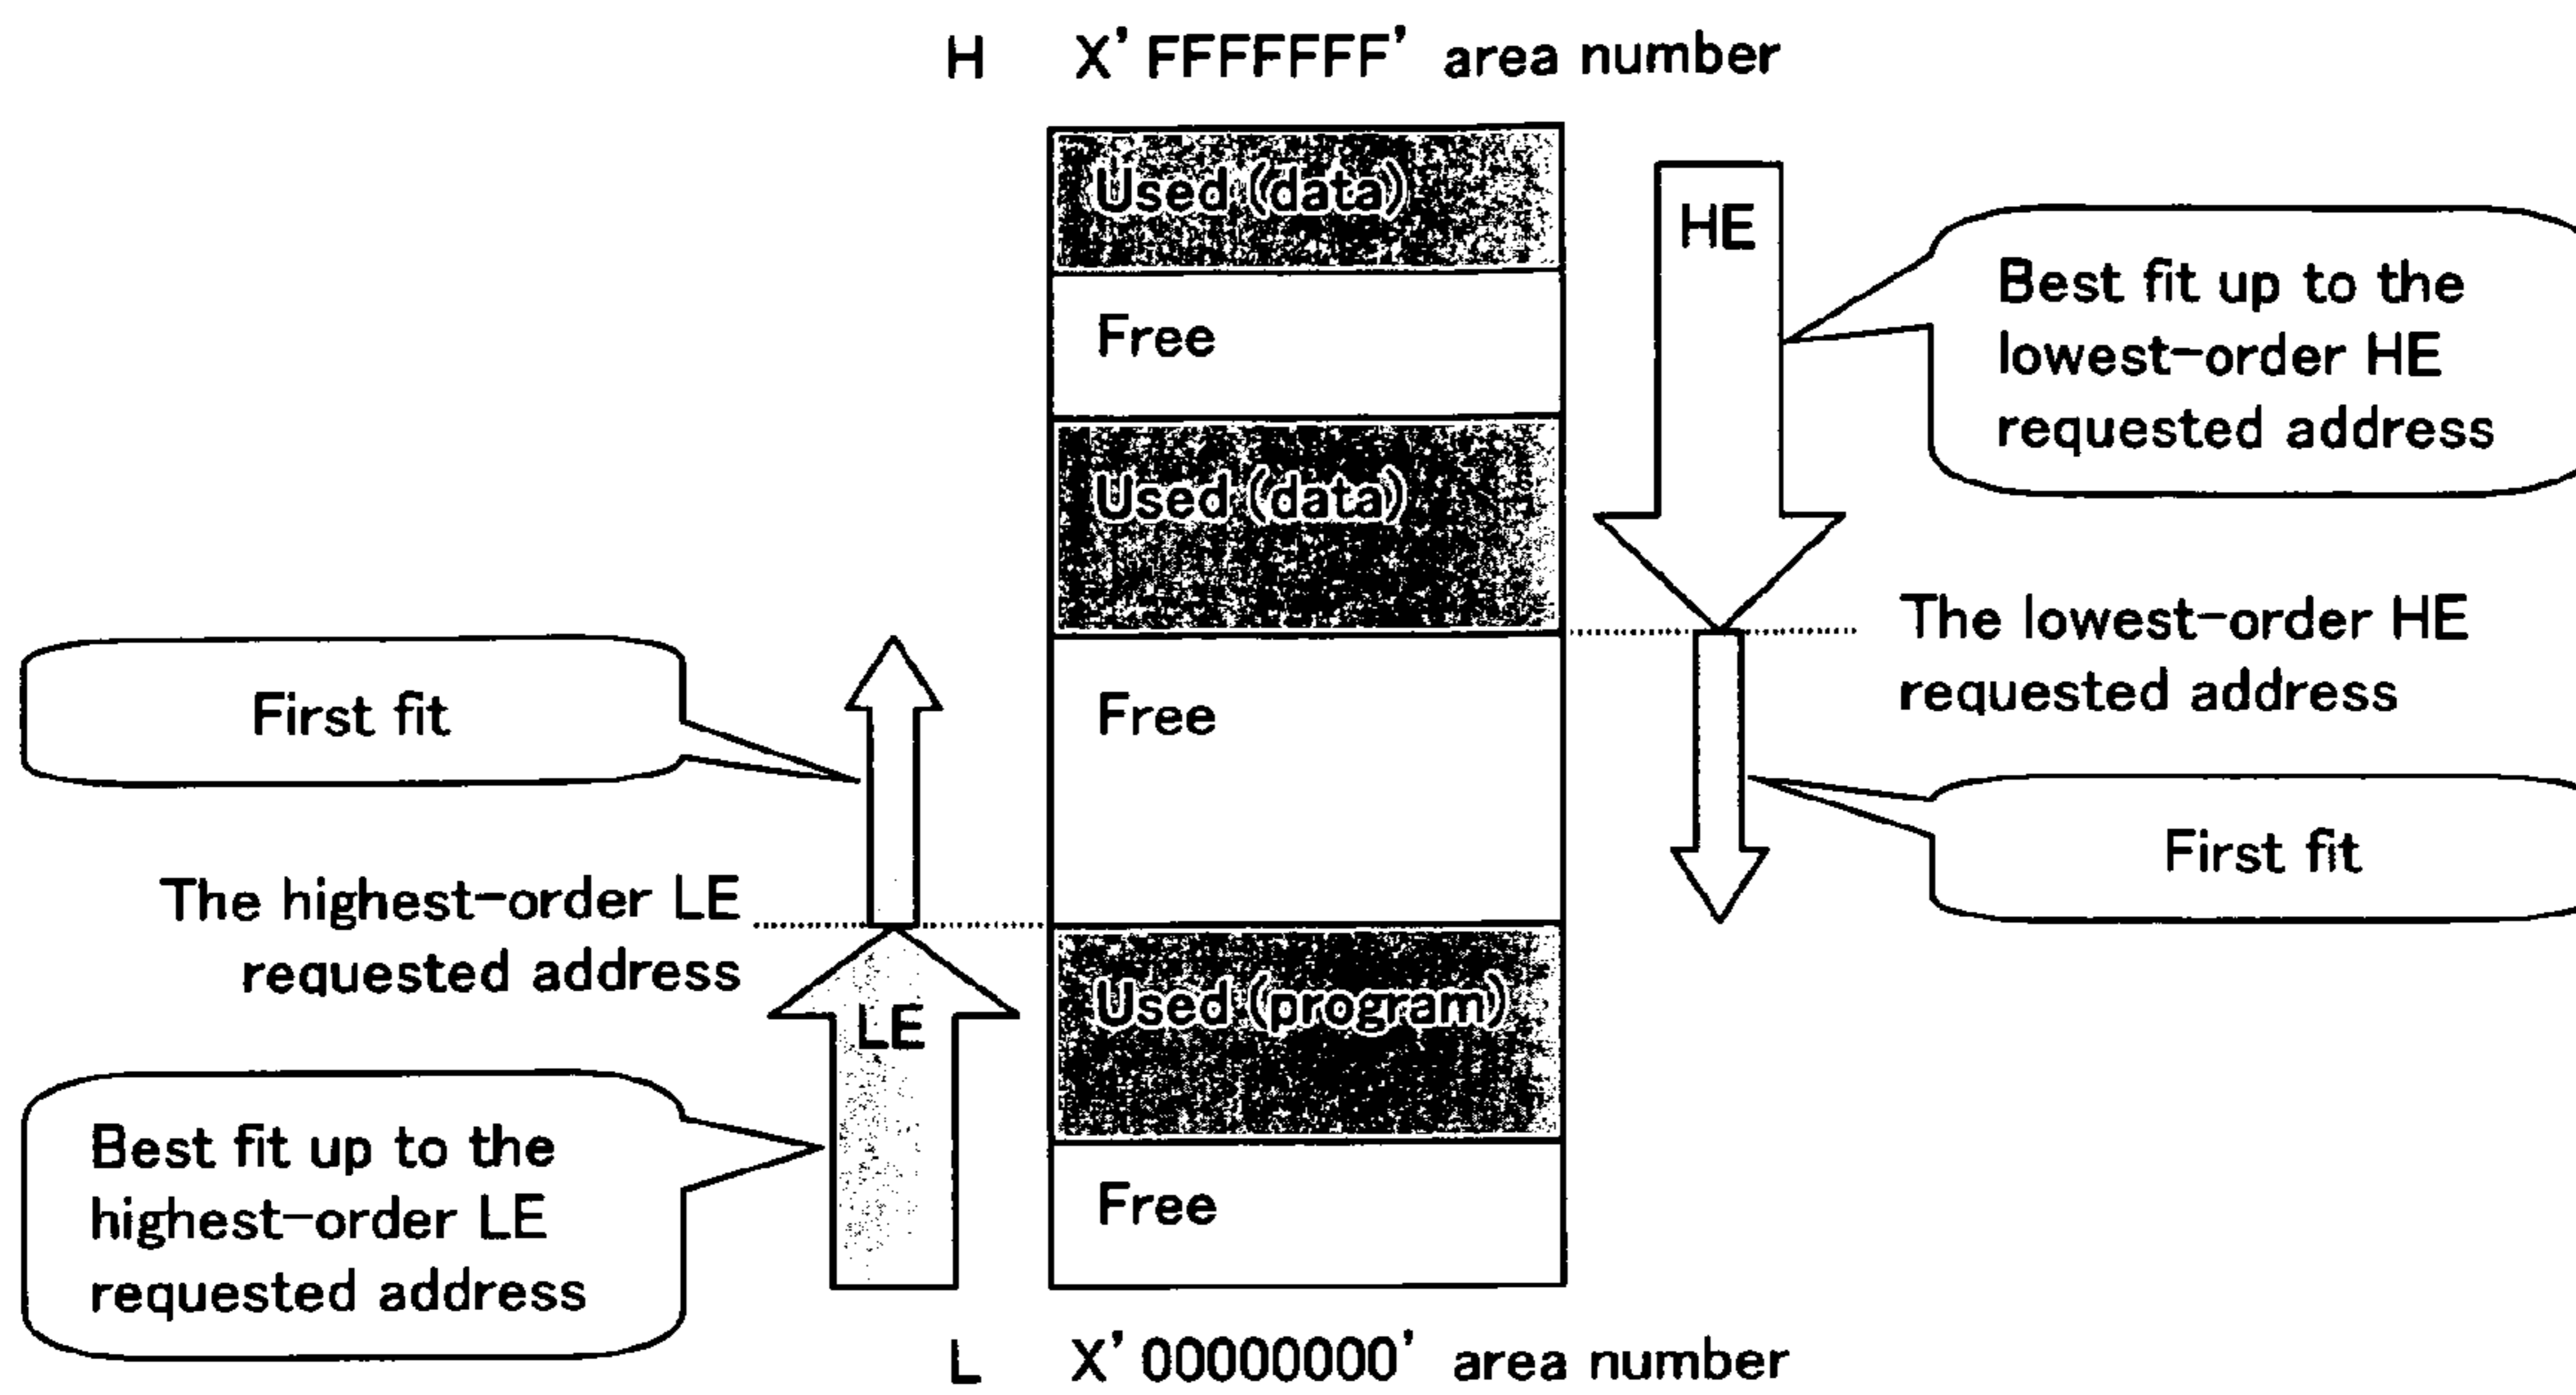 H X'FFFFFFF' area number
Used (data)
HE
Free
Best fit up to the
lowest-order HE
requested address
Used (data)
The lowest-order HE
requested address
First fit
Free
First fit
The highest-order LE
requested address
Used (program)
LE
Best fit up to the
highest-order LE
requested address
Free
L X'00000000' area number